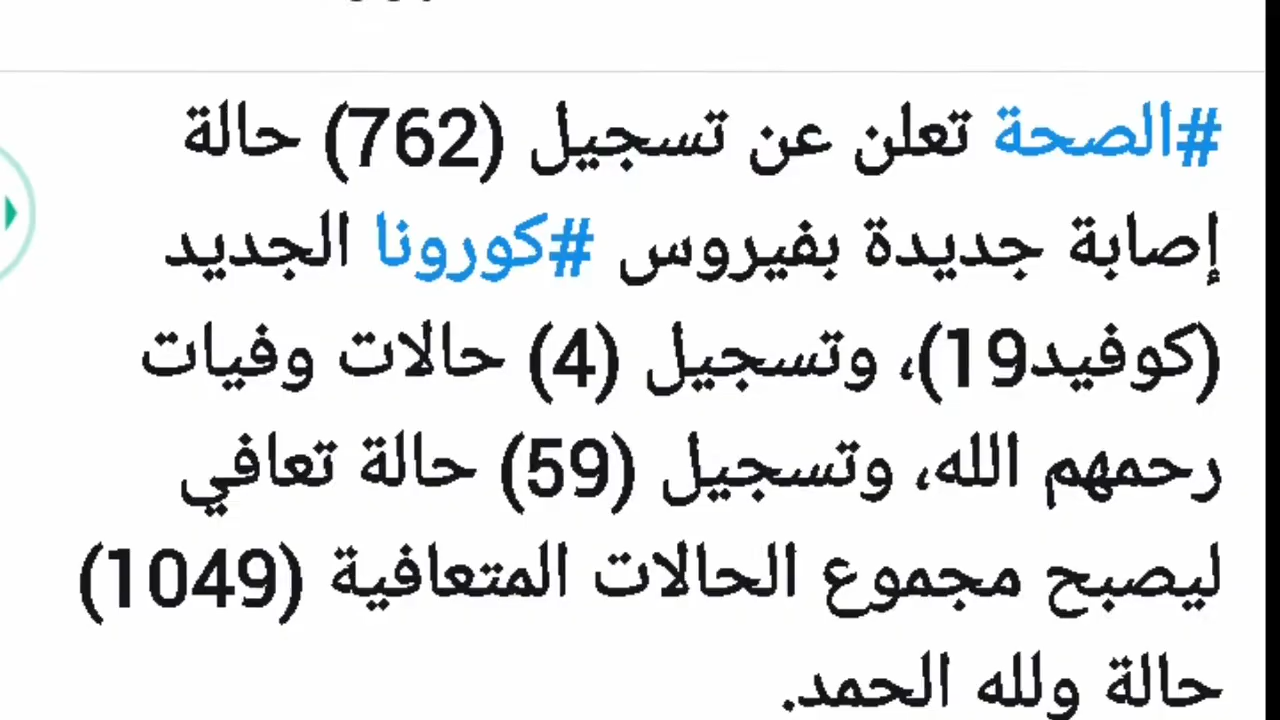 #الصحة تعلن عن تسجيل (762) حالة
إصابة جديدة بفيروس #كورونا الجديد
(كوفيد19)، وتسجيل (4) حالات وفيات
رحمهم الله، وتسجيل (59) حالة تعافي
ليصبح مجموع الحالات المتعافية (1049)
حالة ولله الحمد.